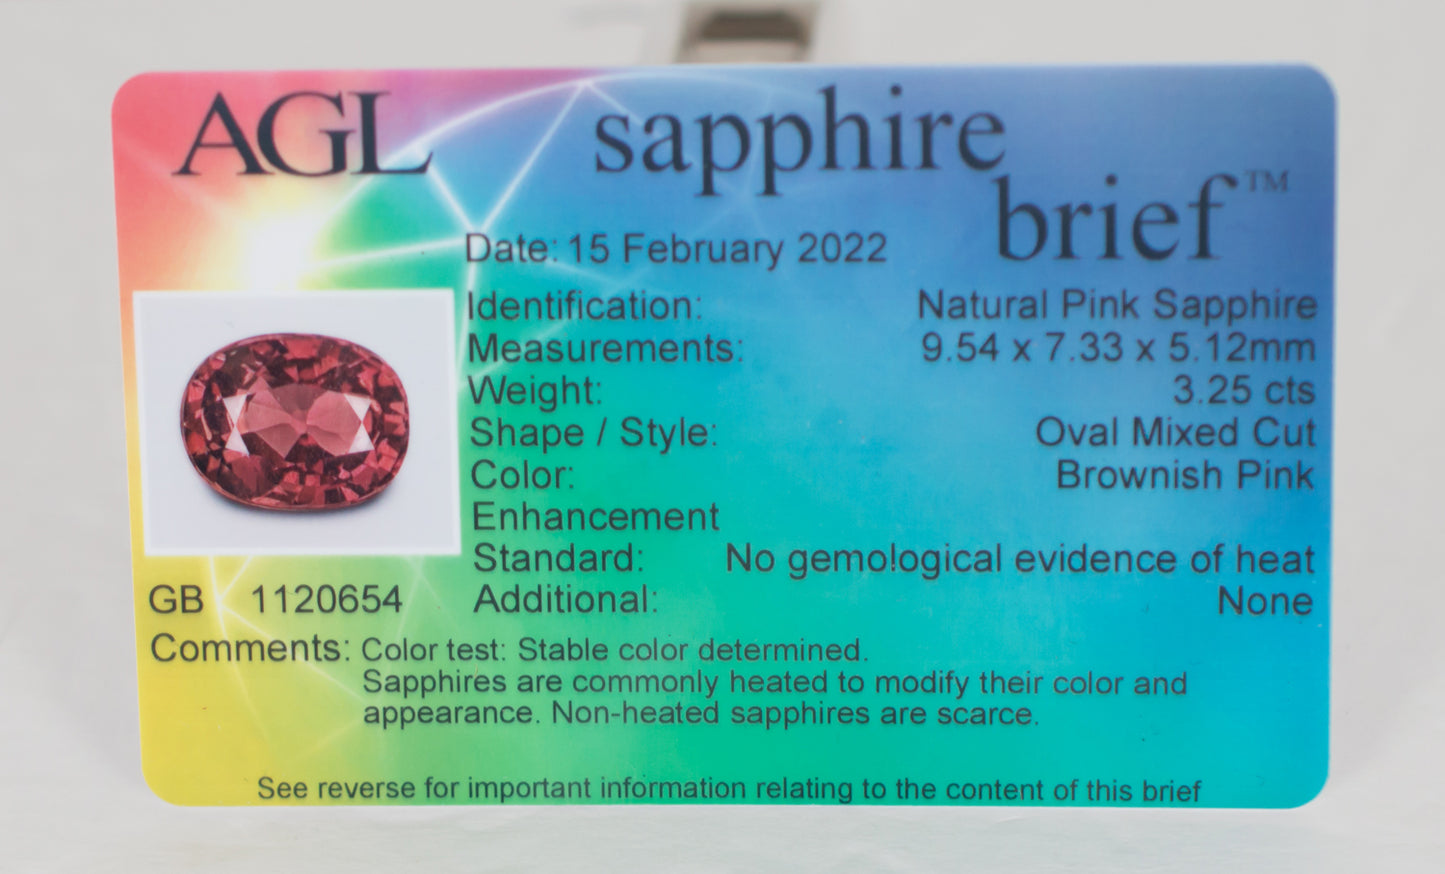 AGL sapphire brief™
Date: 15 February 2022
Identification: Natural Pink Sapphire
Measurements: 9.54 x 7.33 x 5.12mm
Weight: 3.25 cts
Shape / Style: Oval Mixed Cut
Color: Brownish Pink
Enhancement
Standard: No gemological evidence of heat
GB 1120654 Additional: None
Comments: Color test: Stable color determined.
Sapphires are commonly heated to modify their color and
appearance. Non-heated sapphires are scarce.
See reverse for important information relating to the content of this brief